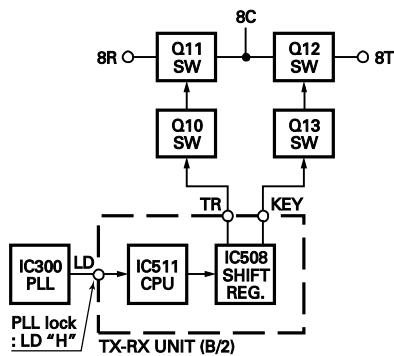 8C
8R
Q11
SW
Q12
SW
8T
Q10
SW
Q13
SW
TR
KEY
IC300
PLL
LD
IC511
CPU
IC508
SHIFT
REG.
PLL lock
: LD “H”
TX-RX UNIT (B/2)